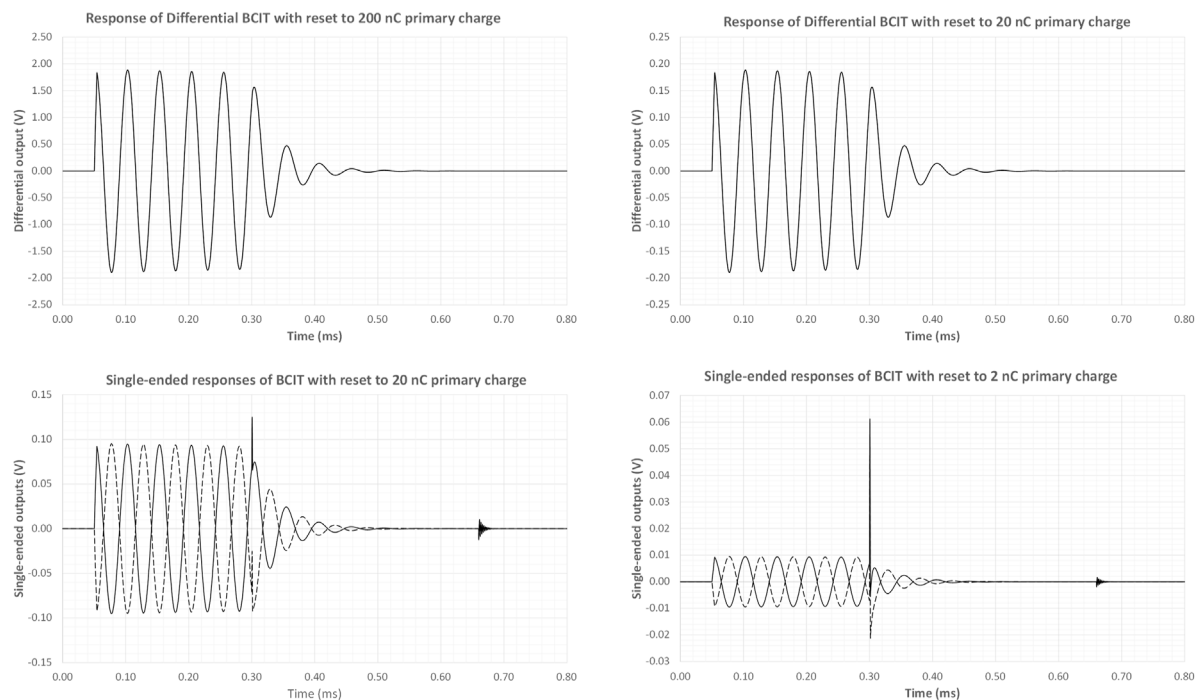 Response of Differential BCIT with reset to 200 nC primary charge
2.50
2.00
1.50
1.00
0.50
0.00
-0.50
-1.00
-1.50
-2.00
-2.50
Differential output (V)
0.00 0.10 0.20 0.30 0.40 0.50 0.60 0.70 0.80
Time (ms)
Response of Differential BCIT with reset to 20 nC primary charge
0.25
0.20
0.15
0.10
0.05
0.00
-0.05
-0.10
-0.15
-0.20
-0.25
Differential output (V)
0.00 0.10 0.20 0.30 0.40 0.50 0.60 0.70 0.80
Time (ms)
Single-ended responses of BCIT with reset to 20 nC primary charge
0.15
0.10
0.05
0.00
-0.05
-0.10
-0.15
Single-ended outputs (V)
0.00 0.10 0.20 0.30 0.40 0.50 0.60 0.70 0.80
Time (ms)
Single-ended responses of BCIT with reset to 2 nC primary charge
0.07
0.06
0.05
0.04
0.03
0.02
0.01
0.00
-0.01
-0.02
-0.03
Single-ended outputs (V)
0.00 0.10 0.20 0.30 0.40 0.50 0.60 0.70 0.80
Time (ms)